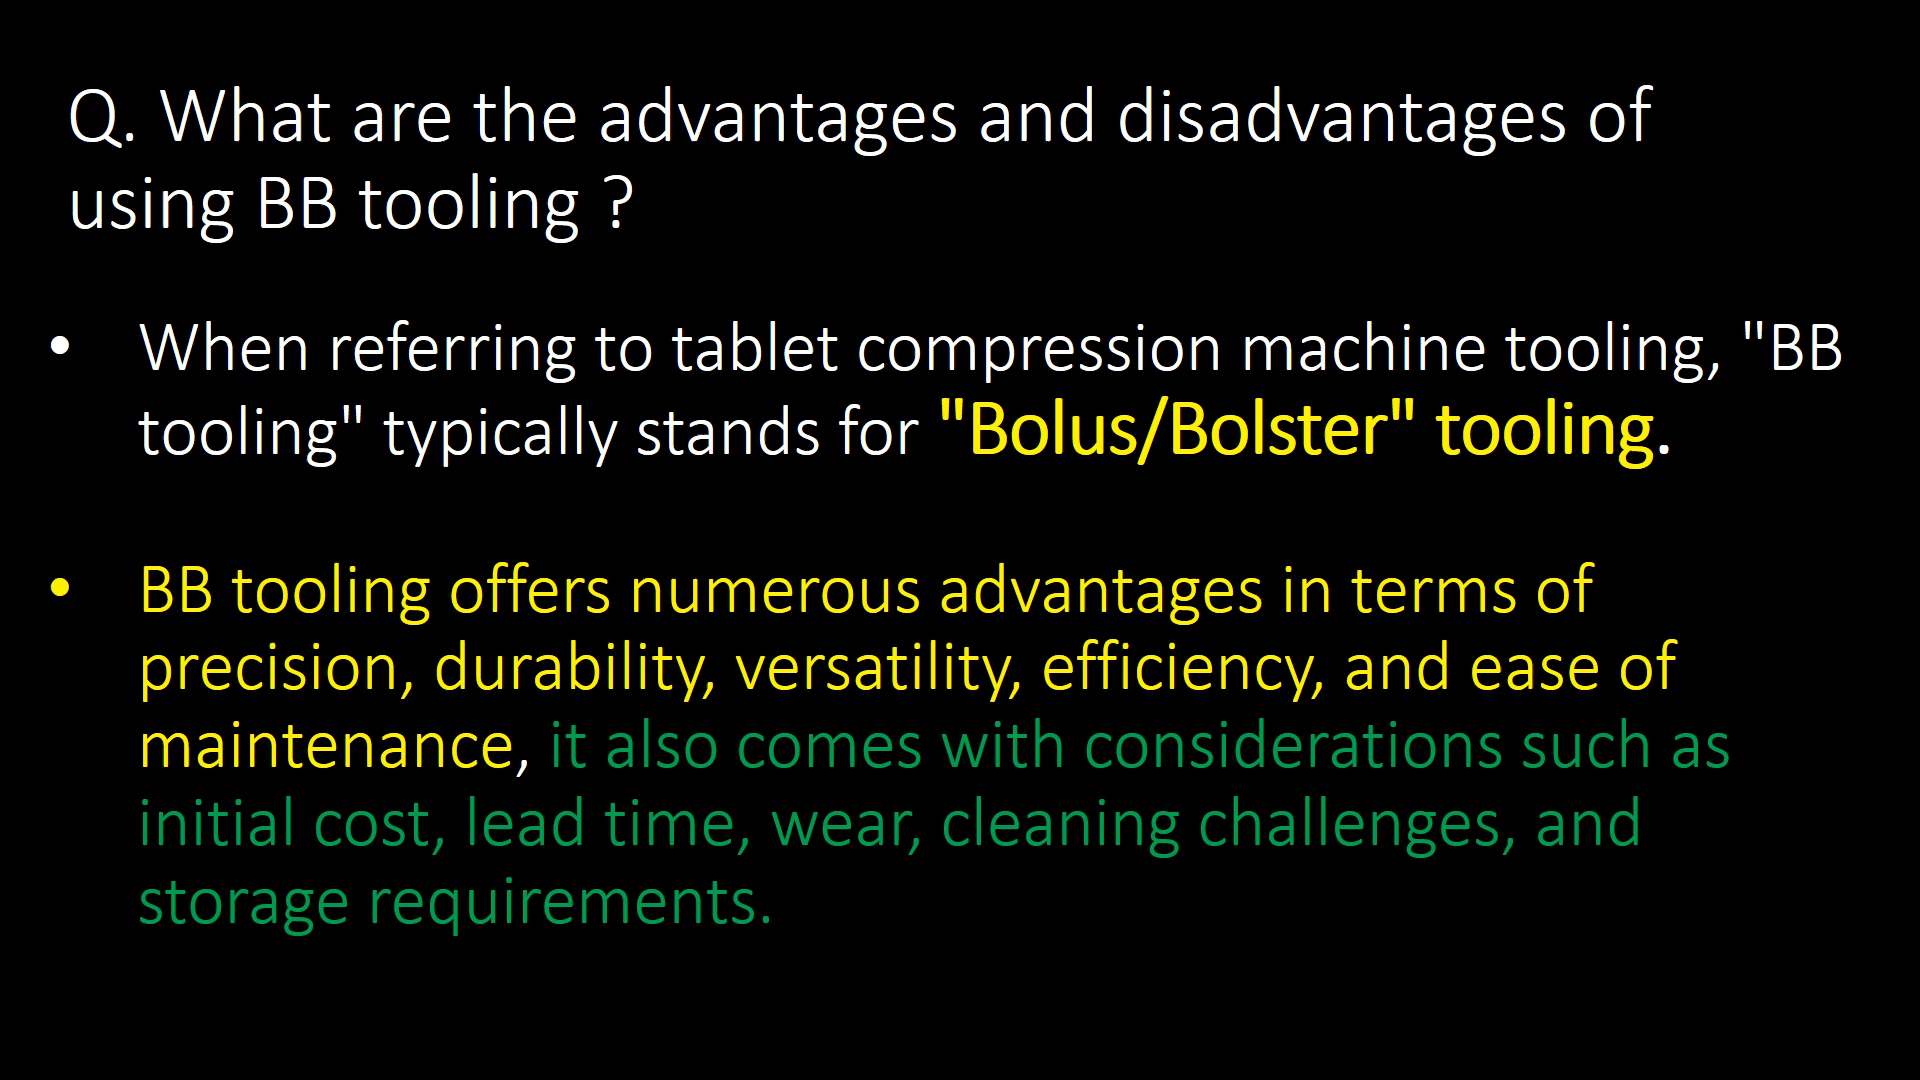 Q. What are the advantages and disadvantages of
using BB tooling ?
• When referring to tablet compression machine tooling, "BB
tooling" typically stands for "Bolus/Bolster" tooling.
• BB tooling offers numerous advantages in terms of
precision, durability, versatility, efficiency, and ease of
maintenance, it also comes with considerations such as
initial cost, lead time, wear, cleaning challenges, and
storage requirements.